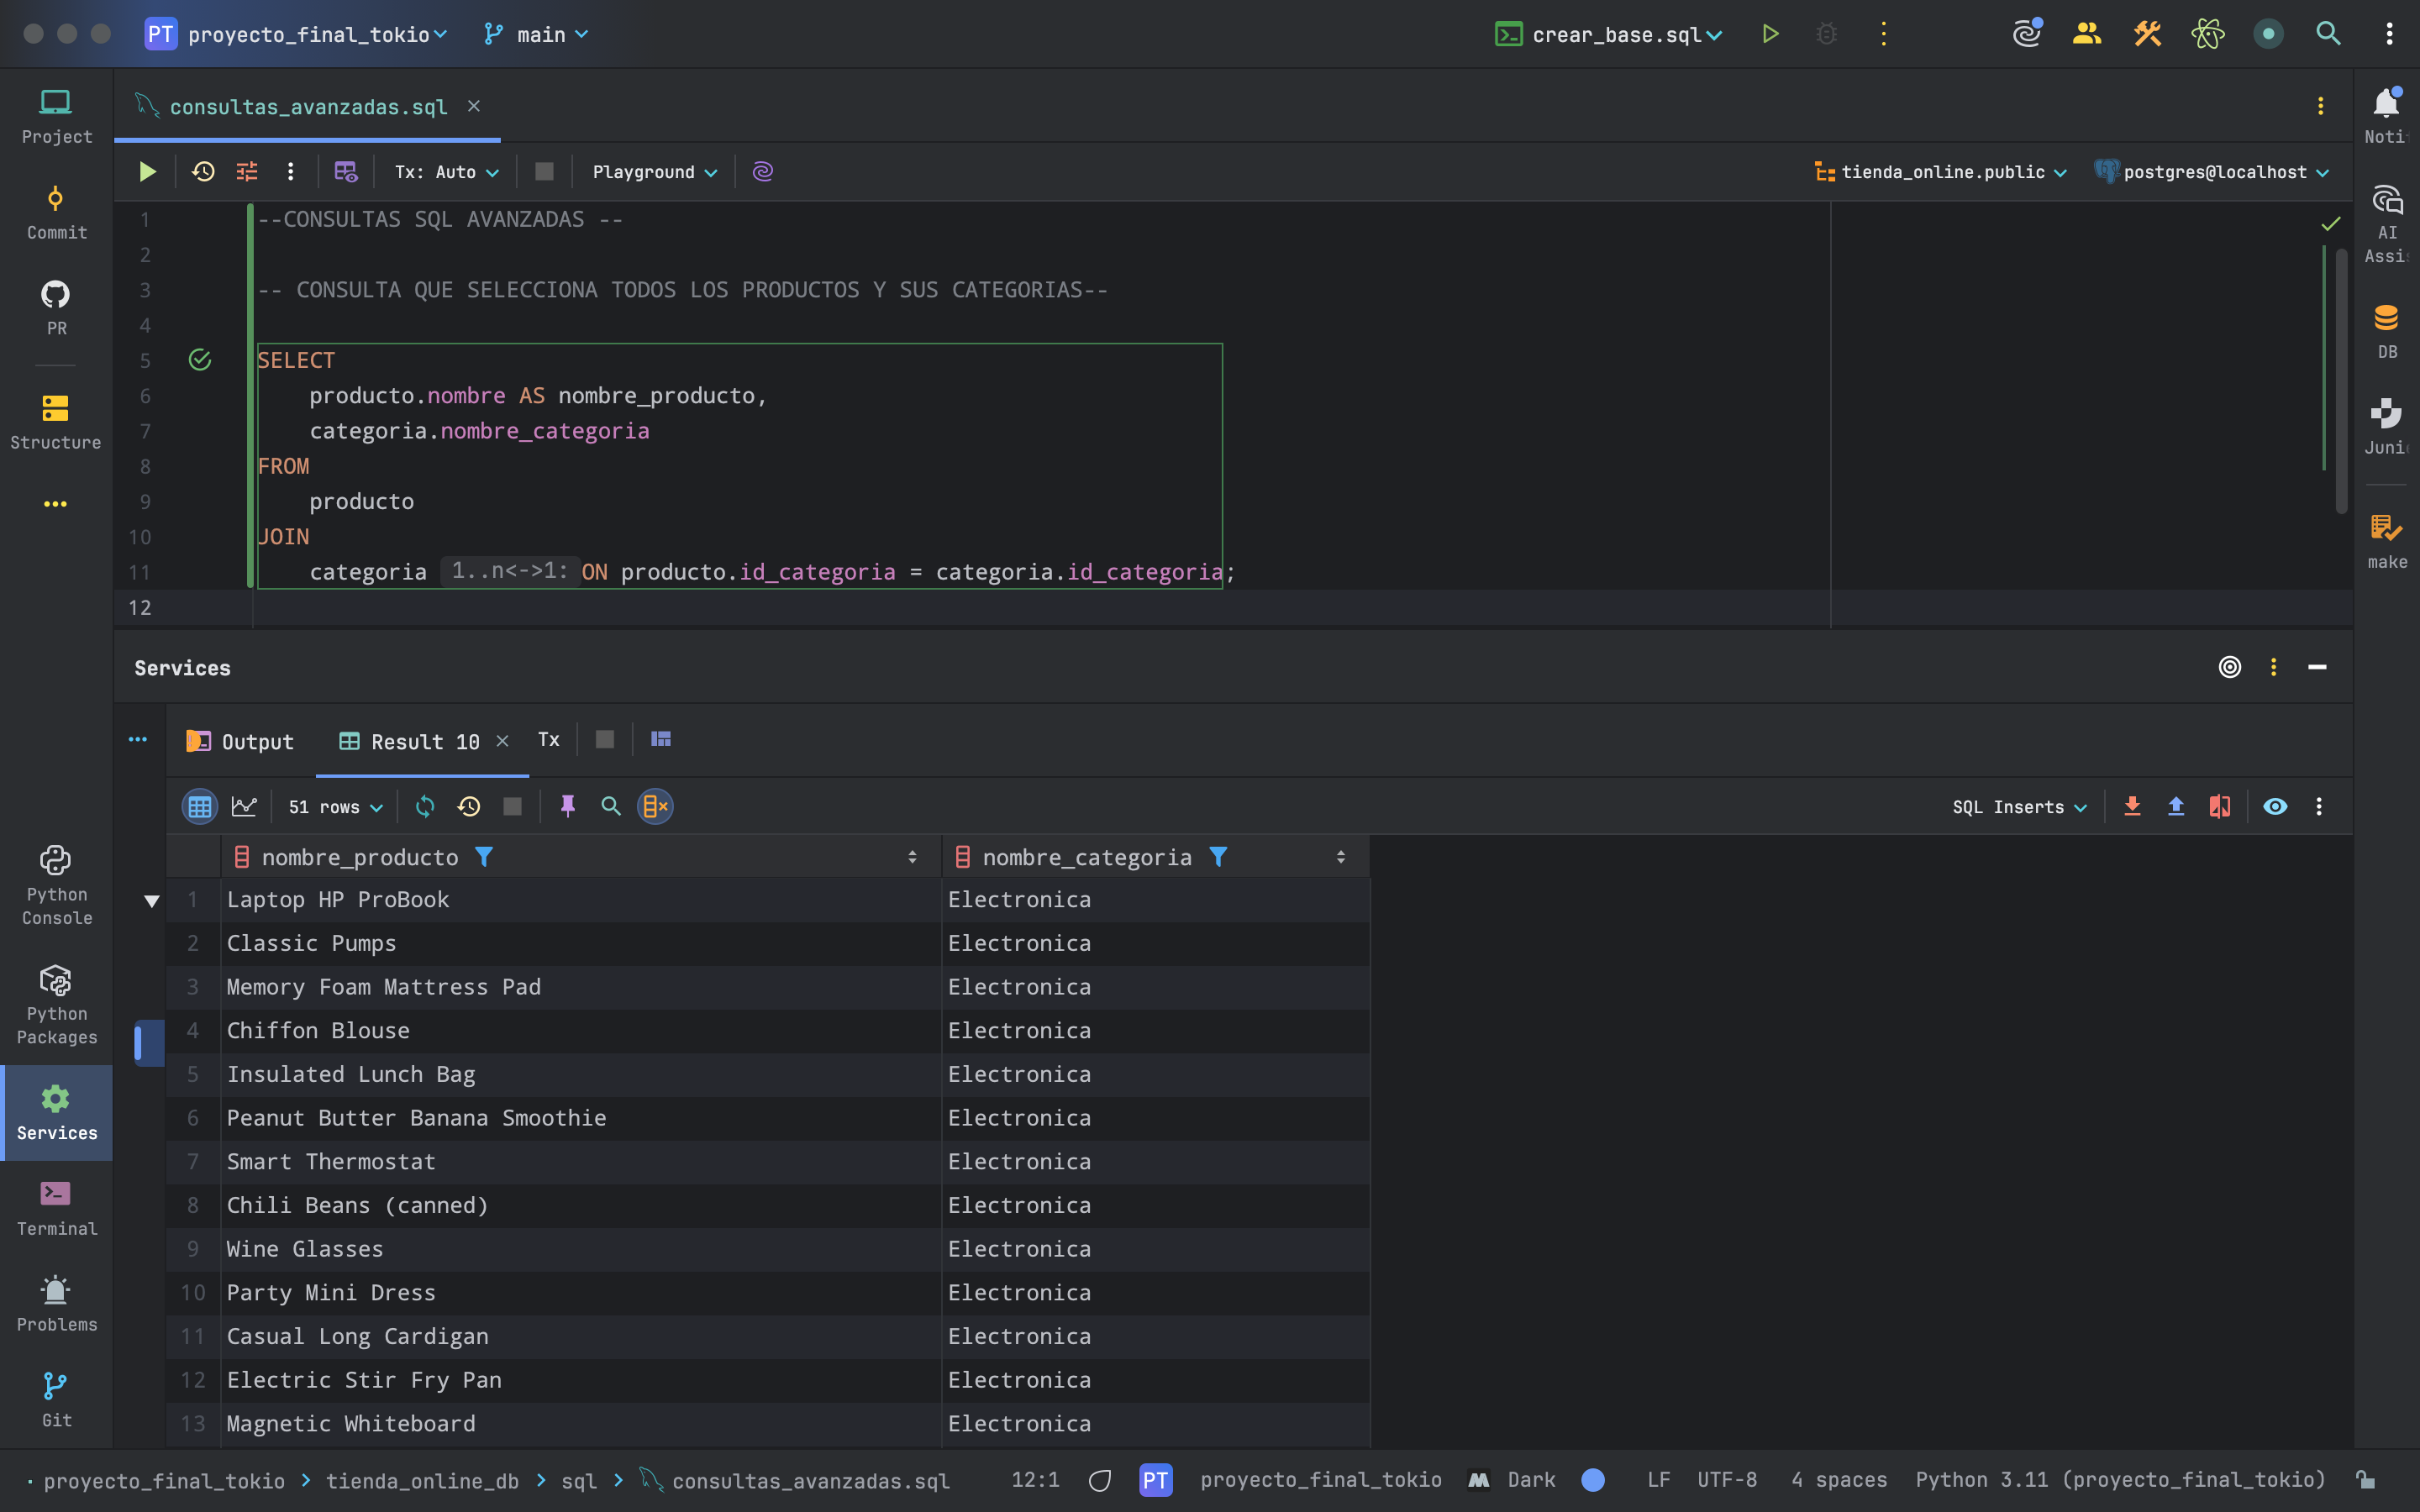 PT proyecto_final_tokio main crear_base.sql
Project
Commit
PR
Structure
Python Console
Python Packages
Services
Terminal
Problems
Git
consultas_avanzadas.sql
Tx: Auto Playground tienda_online.public postgres@localhost
1 --CONSULTAS SQL AVANZADAS --
2
3 -- CONSULTA QUE SELECCIONA TODOS LOS PRODUCTOS Y SUS CATEGORIAS--
4
5 SELECT
6 producto.nombre AS nombre_producto,
7 categoria.nombre_categoria
8 FROM
9 producto
10 JOIN
11 categoria 1..n<->1: ON producto.id_categoria = categoria.id_categoria;
12
Services
Output Result 10 Tx
51 rows SQL Inserts
nombre_producto nombre_categoria
1 Laptop HP ProBook Electronica
2 Classic Pumps Electronica
3 Memory Foam Mattress Pad Electronica
4 Chiffon Blouse Electronica
5 Insulated Lunch Bag Electronica
6 Peanut Butter Banana Smoothie Electronica
7 Smart Thermostat Electronica
8 Chili Beans (canned) Electronica
9 Wine Glasses Electronica
10 Party Mini Dress Electronica
11 Casual Long Cardigan Electronica
12 Electric Stir Fry Pan Electronica
13 Magnetic Whiteboard Electronica
Noti
AI
Assi
DB
Juni
make
proyecto_final_tokio > tienda_online_db > sql > consultas_avanzadas.sql 12:1 PT proyecto_final_tokio Dark LF UTF-8 4 spaces Python 3.11 (proyecto_final_tokio)